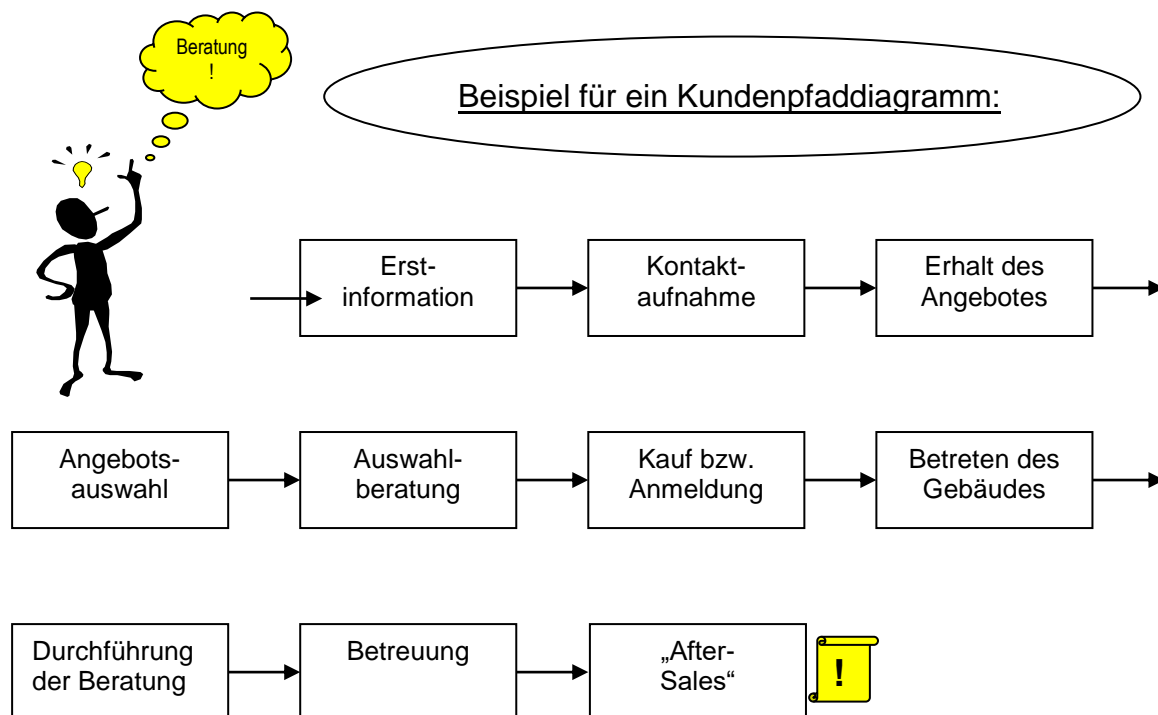 Beratung
!
Beispiel für ein Kundenpfaddiagramm:
Erst-
information
Kontakt-
aufnahme
Erhalt des
Angebotes
Angebots-
auswahl
Auswahl-
beratung
Kauf bzw.
Anmeldung
Betreten des
Gebäudes
Durchführung
der Beratung
Betreuung
„After-
Sales“
!